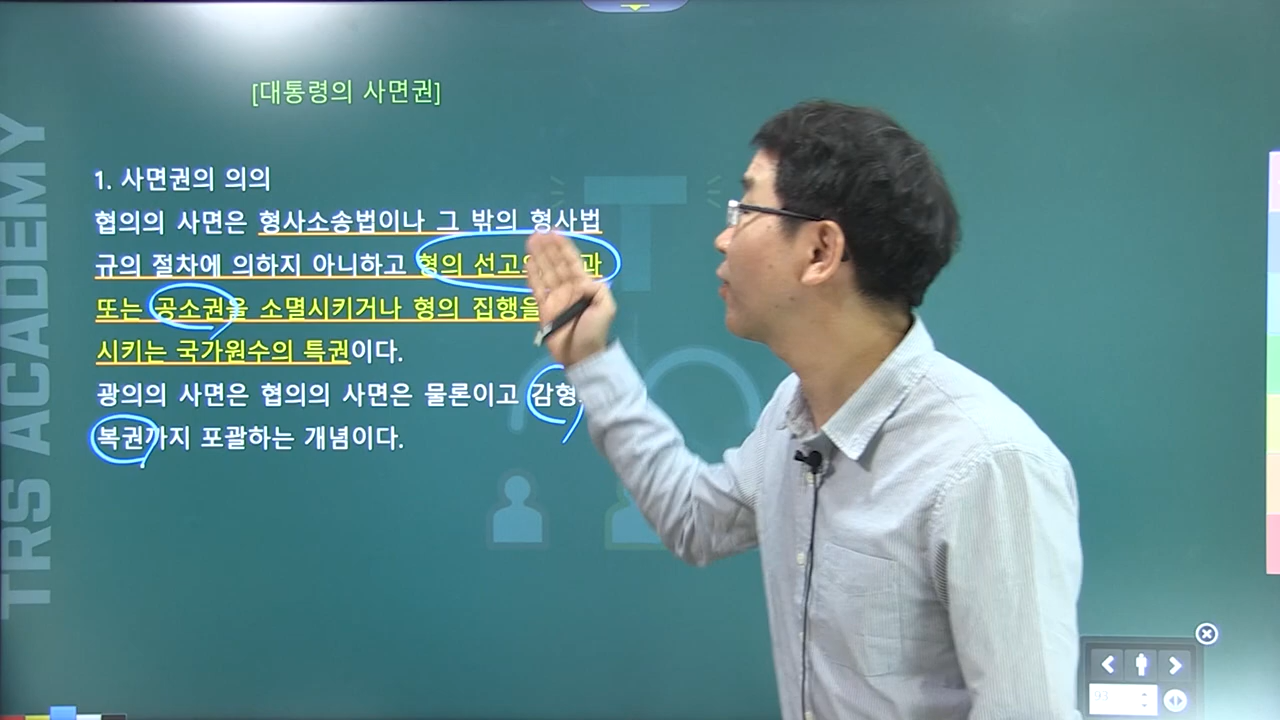 [대통령의 사면권]
1. 사면권의 의의
협의의 사면은 형사소송법이나 그 밖의 형사법
규의 절차에 의하지 아니하고 형의 선고의 과
또는 공소권을 소멸시키거나 형의 집행을
시키는 국가원수의 특권이다.
광의의 사면은 협의의 사면은 물론이고 감형
복권까지 포괄하는 개념이다.
TRS ACADEMY
93